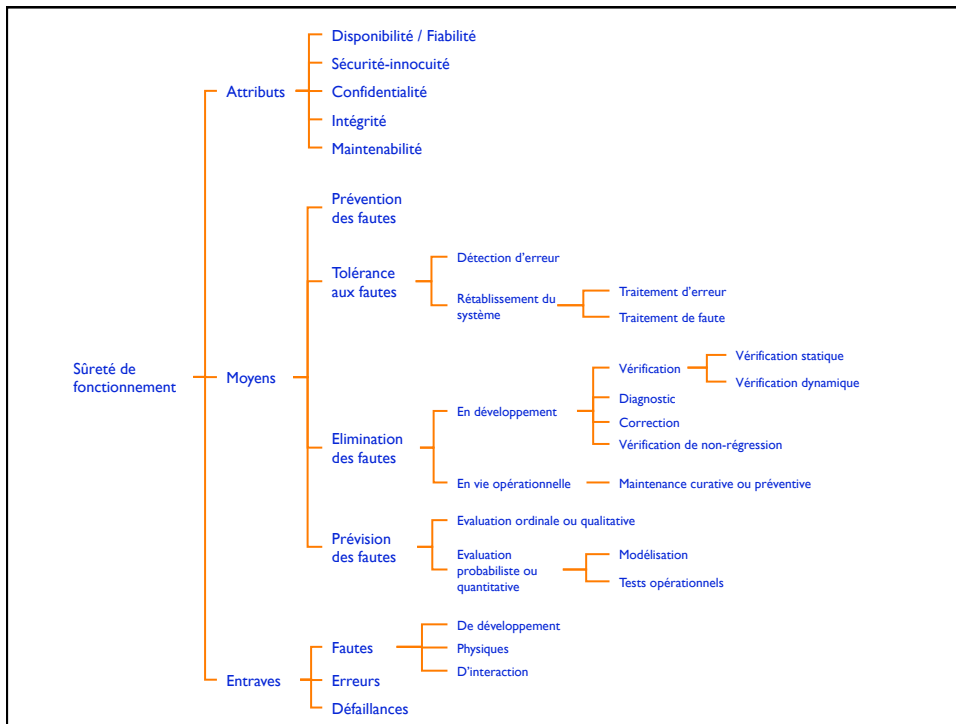 Disponibilité / Fiabilité
Sécurité-innocuité
Attributs
Confidentialité
Intégrité
Maintenabilité
Prévention
des fautes
Détection d'erreur
Tolérance
aux fautes
Rétablissement du
système
Traitement d'erreur
Traitement de faute
Sûreté de
fonctionnement
Moyens
Vérification
Vérification statique
Vérification dynamique
En développement
Diagnostic
Correction
Vérification de non-régression
Elimination
des fautes
En vie opérationnelle
Maintenance curative ou préventive
Evaluation ordinale ou qualitative
Prévision
des fautes
Evaluation
probabiliste ou
quantitative
Modélisation
Tests opérationnels
De développement
Fautes
Physiques
D'interaction
Entraves
Erreurs
Défaillances